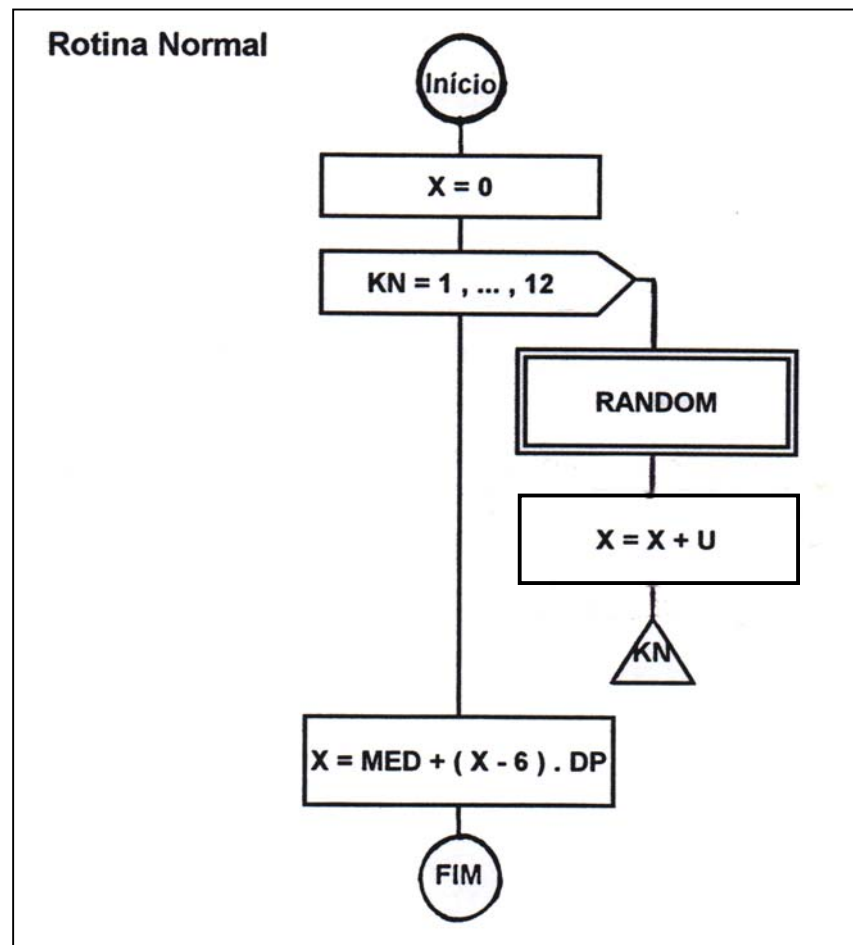 Rotina Normal
Início
X = 0
KN = 1 , ... , 12
RANDOM
X = X + U
KN
X = MED + ( X - 6 ) . DP
FIM